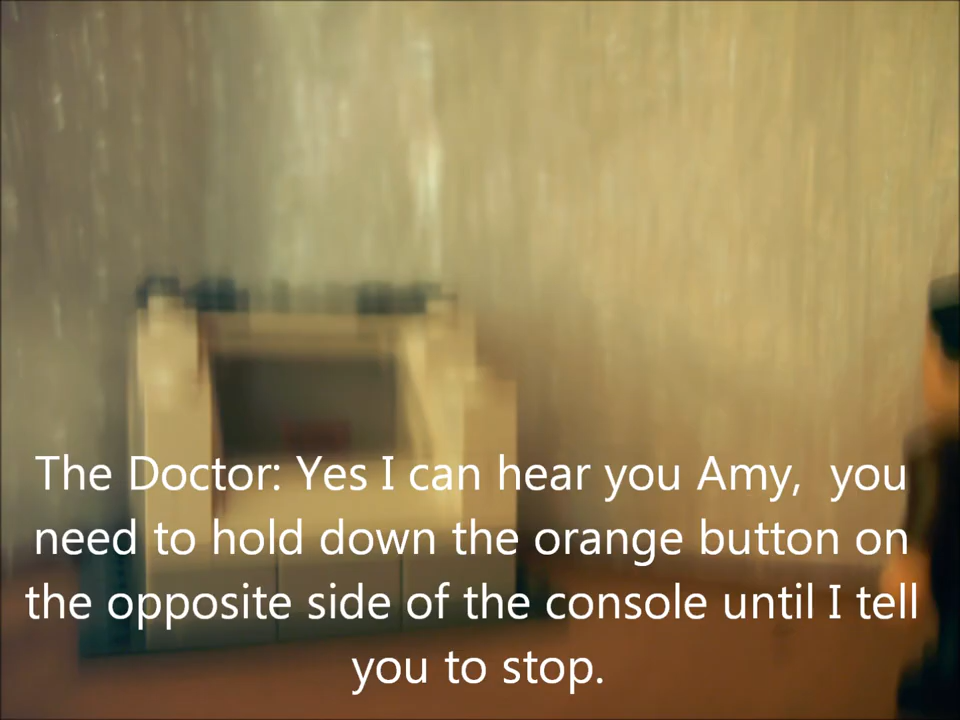 The Doctor: Yes I can hear you Amy,  you
need to hold down the orange button on
the opposite side of the console until I tell
you to stop.